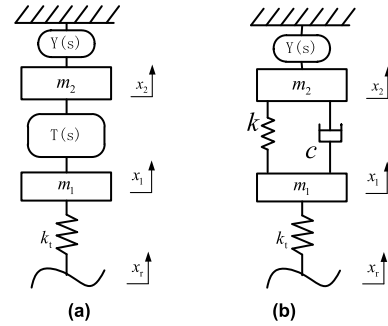 Y(s)
m₂
x₂
T(s)
m₁
x₁
kₜ
xᵣ
(a)
Y(s)
m₂
x₂
k
c
m₁
x₁
kₜ
xᵣ
(b)